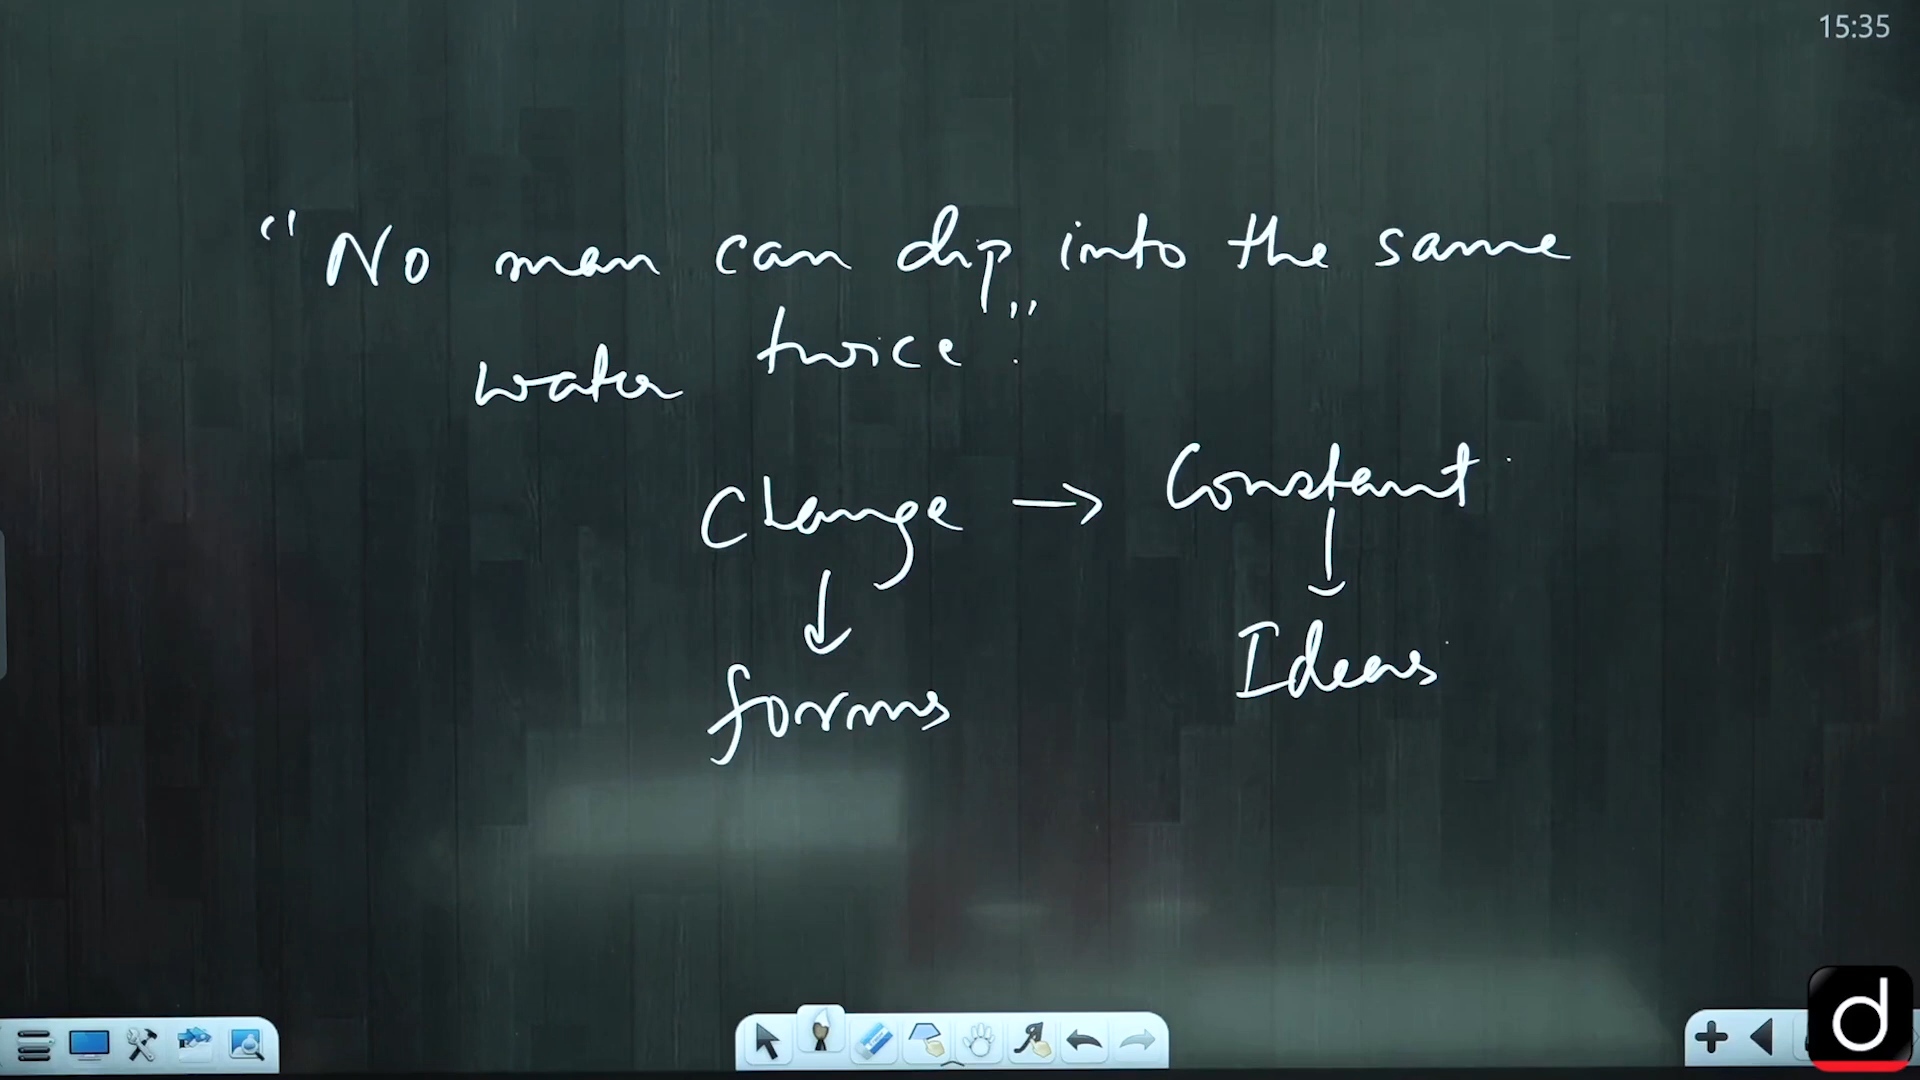 15:35
"No man can dip into the same
water twice".
Change → Constant
↓ ↓
forms Ideas
d